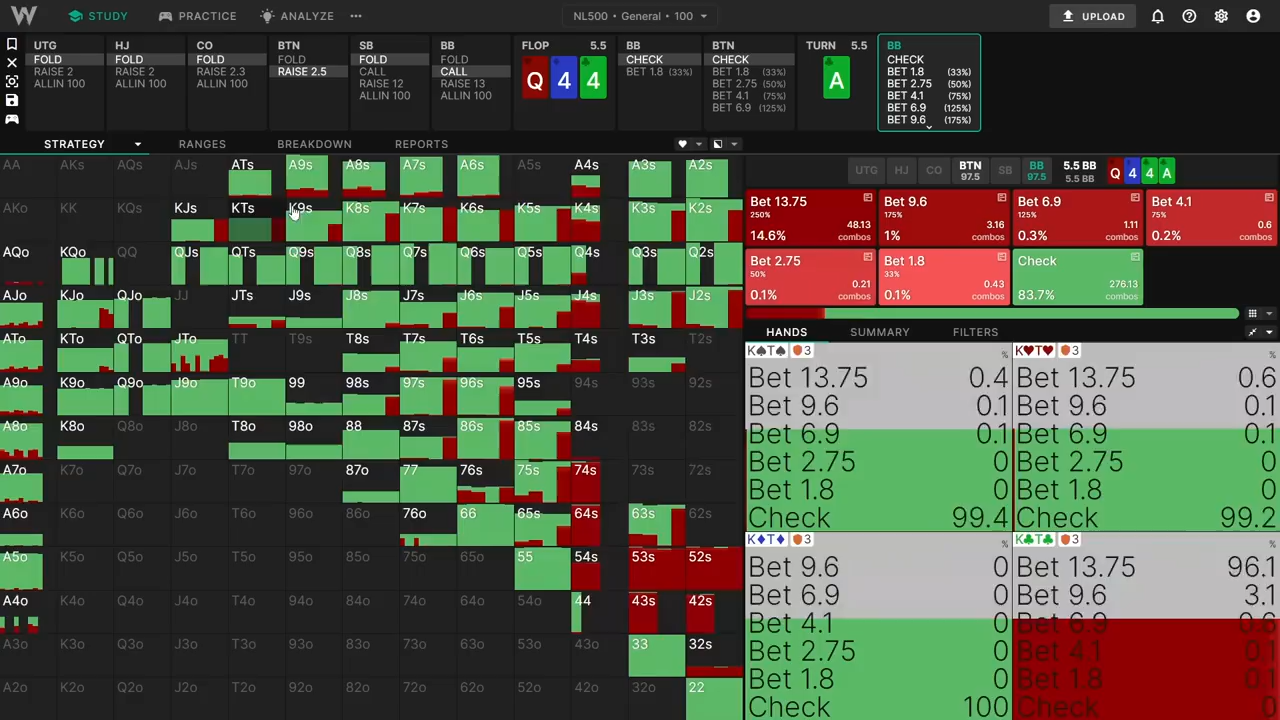 W STUDY PRACTICE ANALYZE ••• NL500 • General • 100 UPLOAD
UTG
FOLD
RAISE 2
ALLIN 100
HJ
FOLD
RAISE 2
ALLIN 100
CO
FOLD
RAISE 2.3
ALLIN 100
BTN
FOLD
RAISE 2.5
SB
FOLD
CALL
RAISE 12
ALLIN 100
BB
FOLD
CALL
RAISE 13
ALLIN 100
FLOP 5.5
Q 4 4
BB
CHECK
BET 1.8 (33%)
BTN
CHECK
BET 1.8 (33%)
BET 2.75 (50%)
BET 4.1 (75%)
BET 6.9 (125%)
TURN 5.5
A
BB
CHECK
BET 1.8 (33%)
BET 2.75 (50%)
BET 4.1 (75%)
BET 6.9 (125%)
BET 9.6 (175%)
STRATEGY RANGES BREAKDOWN REPORTS
AA AKs AQs AJs ATs A9s A8s A7s A6s A5s A4s A3s A2s
AKo KK KQs KJs KTs K9s K8s K7s K6s K5s K4s K3s K2s
AQo KQo QQ QJs QTs Q9s Q8s Q7s Q6s Q5s Q4s Q3s Q2s
AJo KJo QJo JJ JTs J9s J8s J7s J6s J5s J4s J3s J2s
ATo KTo QTo JTo TT T9s T8s T7s T6s T5s T4s T3s T2s
A9o K9o Q9o J9o T9o 99 98s 97s 96s 95s 94s 93s 92s
A8o K8o Q8o J8o T8o 98o 88 87s 86s 85s 84s 83s 82s
A7o K7o Q7o J7o T7o 97o 87o 77 76s 75s 74s 73s 72s
A6o K6o Q6o J6o T6o 96o 86o 76o 66 65s 64s 63s 62s
A5o K5o Q5o J5o T5o 95o 85o 75o 65o 55 54s 53s 52s
A4o K4o Q4o J4o T4o 94o 84o 74o 64o 54o 44 43s 42s
A3o K3o Q3o J3o T3o 93o 83o 73o 63o 53o 43o 33 32s
A2o K2o Q2o J2o T2o 92o 82o 72o 62o 52o 42o 32o 22
UTG HJ CO BTN 97.5 SB BB 97.5 5.5 BB 5.5 BB Q 4 4 A
Bet 13.75
250%
48.13
14.6% combos
Bet 9.6
175%
3.16
1% combos
Bet 6.9
125%
1.11
0.3% combos
Bet 4.1
75%
0.6
0.2% combos
Bet 2.75
50%
0.21
0.1% combos
Bet 1.8
33%
0.43
0.1% combos
Check
276.13
83.7% combos
HANDS SUMMARY FILTERS
K♠T♠ 3 %
Bet 13.75 0.4
Bet 9.6 0.1
Bet 6.9 0.1
Bet 2.75 0
Bet 1.8 0
Check 99.4
K♥T♥ 3 %
Bet 13.75 0.6
Bet 9.6 0.1
Bet 6.9 0.1
Bet 2.75 0
Bet 1.8 0
Check 99.2
K♦T♦ 3 %
Bet 9.6 0
Bet 6.9 0
Bet 4.1 0
Bet 2.75 0
Bet 1.8 0
Check 100
K♣T♣ 3 %
Bet 13.75 96.1
Bet 9.6 3.1
Bet 6.9 0.6
Bet 4.1 0.1
Bet 1.8 0.1
Check 0